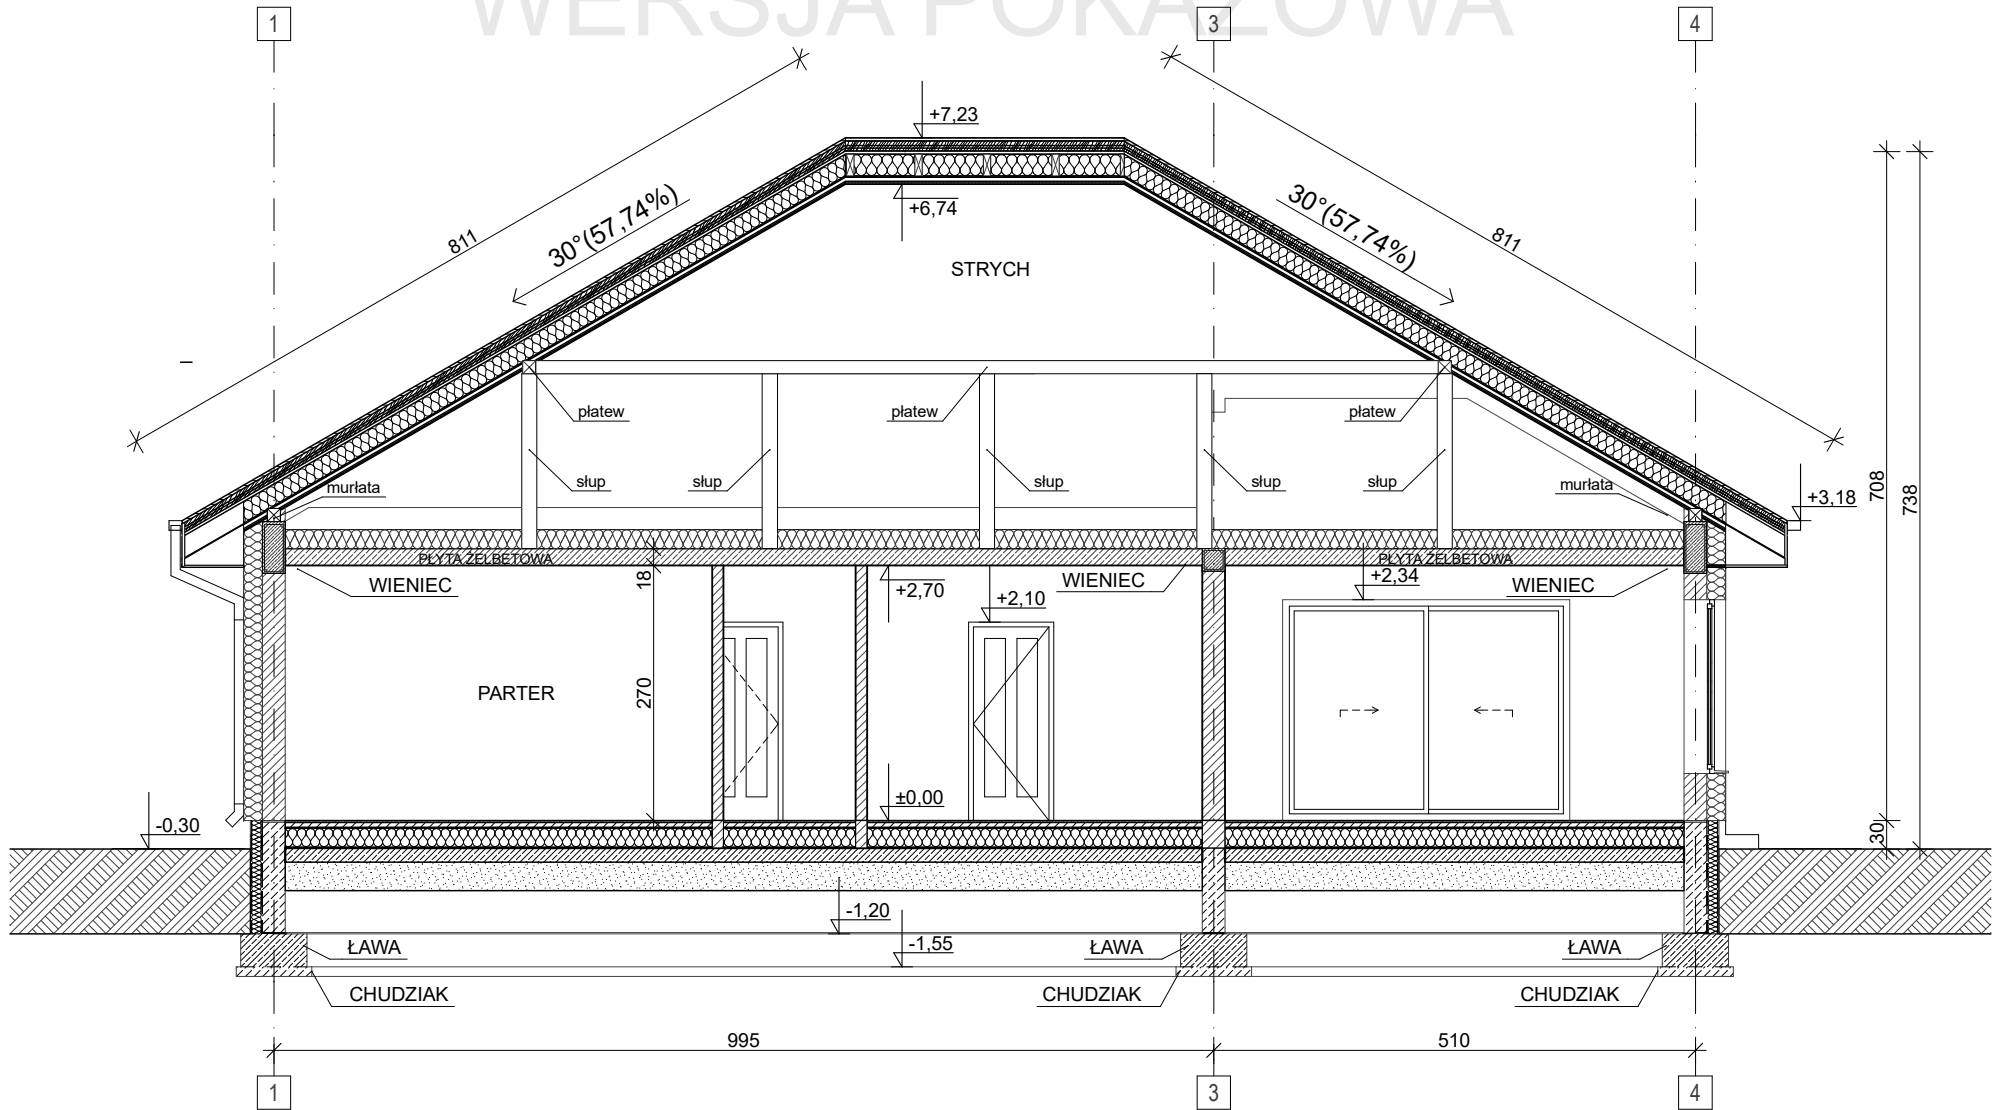 WERSJA POKAZOWA
1
3
4
+7,23
811
30°(57,74%)
+6,74
30°(57,74%)
811
STRYCH
płatew
płatew
płatew
murłata
słup
słup
słup
słup
słup
murłata
+3,18
708
738
PŁYTA ŻELBETOWA
PŁYTA ŻELBETOWA
WIENIEC
18
+2,70
+2,10
WIENIEC
+2,34
WIENIEC
PARTER
270
±0,00
-0,30
30
-1,20
-1,55
ŁAWA
ŁAWA
ŁAWA
CHUDZIAK
CHUDZIAK
CHUDZIAK
995
510
1
3
4